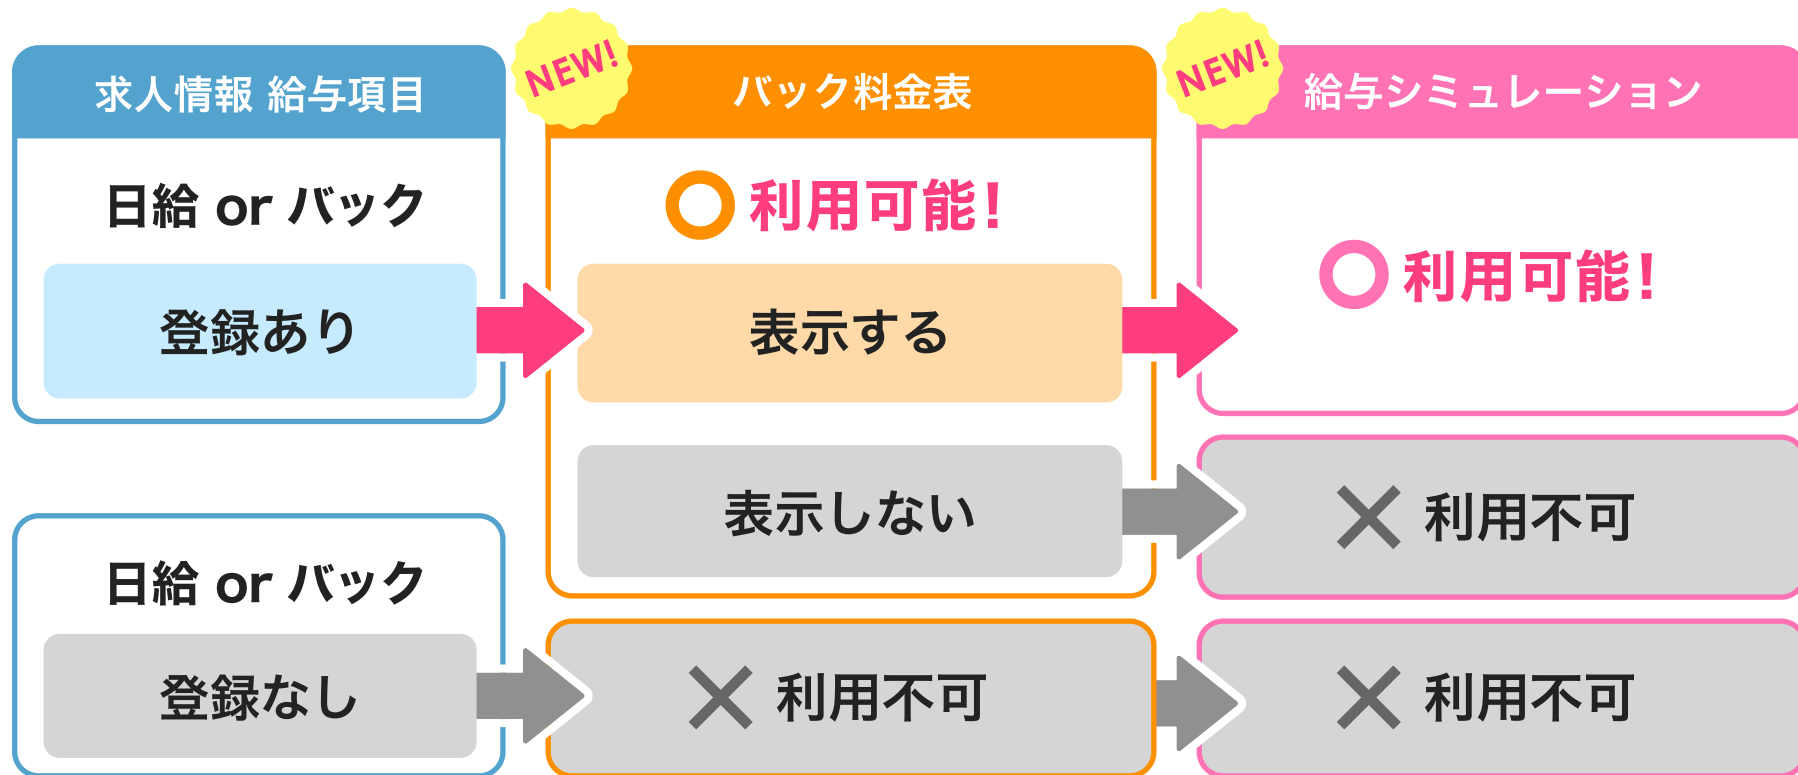 求人情報 給与項目
日給 or バック
登録あり
NEW!
バック料金表
利用可能!
表示する
表示しない
NEW!
給与シミュレーション
利用可能!
利用不可
日給 or バック
登録なし
利用不可
利用不可